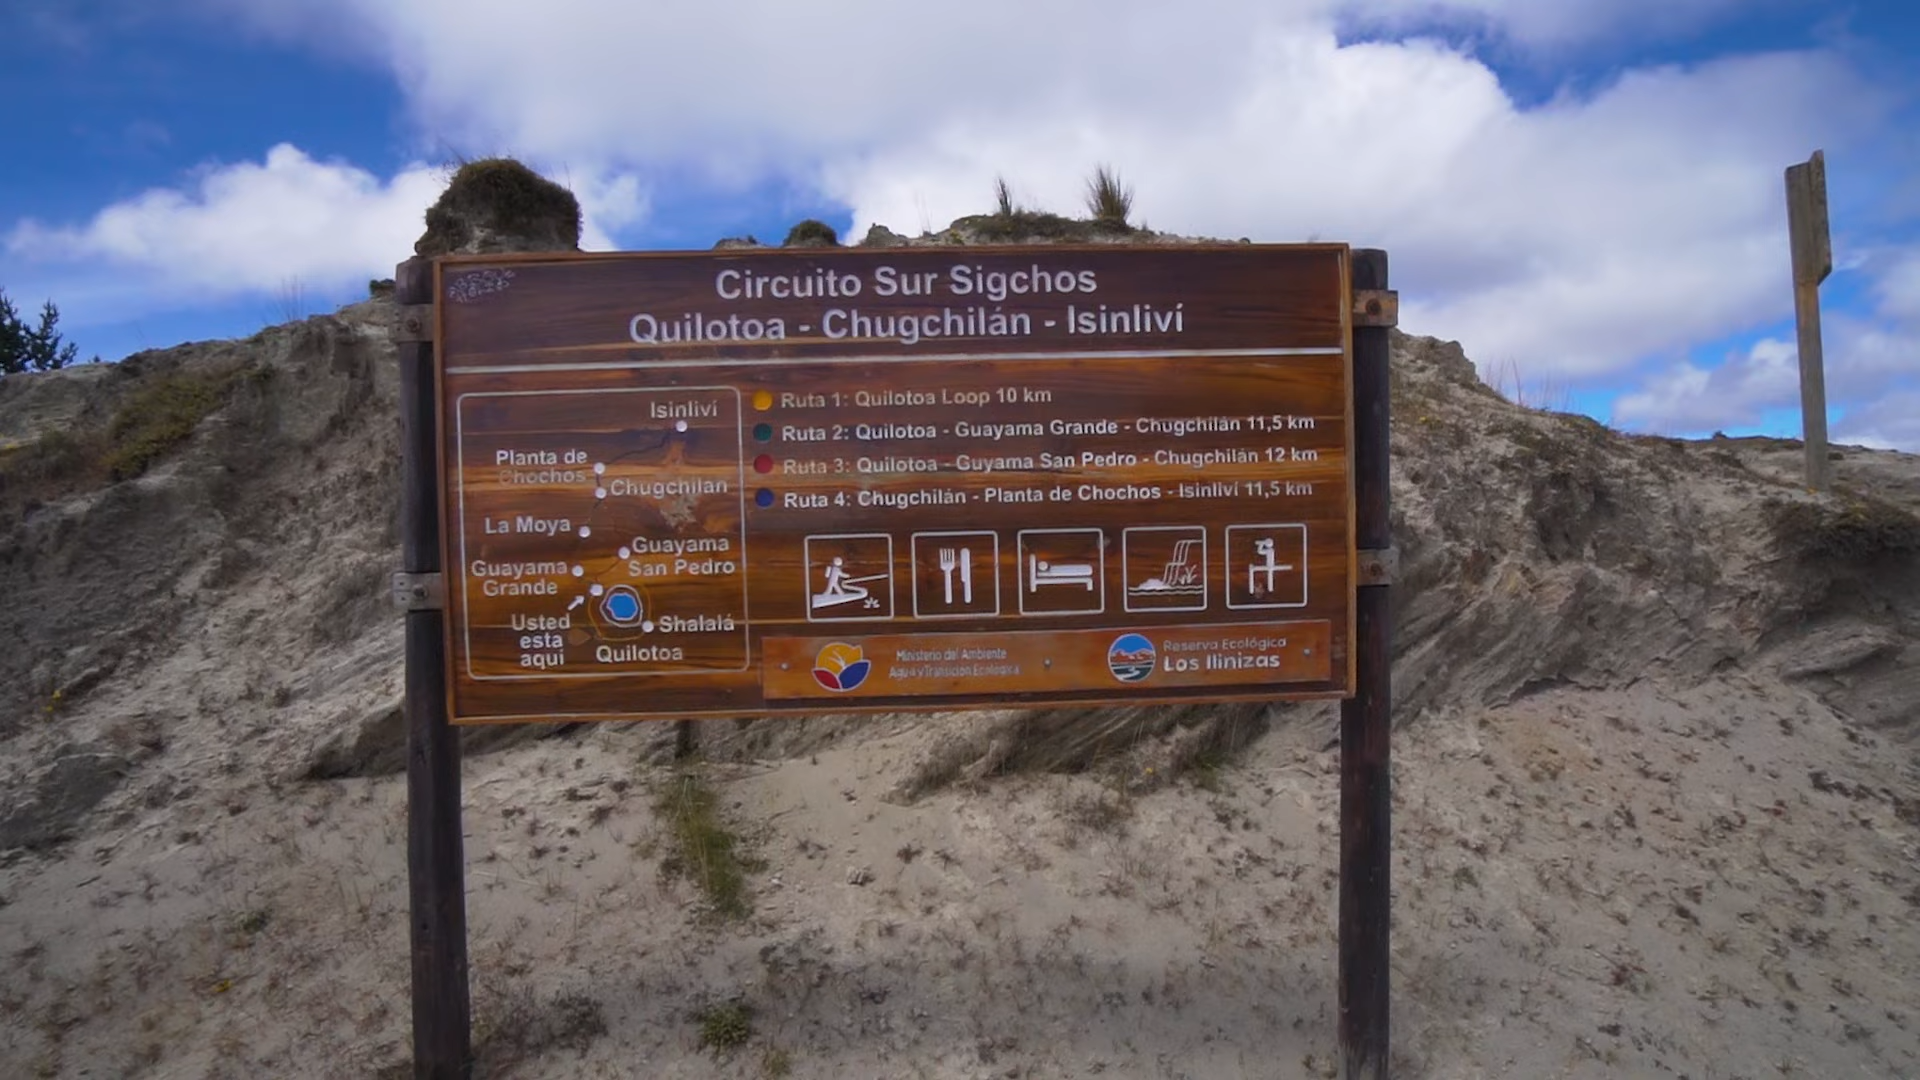 Circuito Sur Sigchos
Quilotoa - Chugchilán - Isinliví
Isinliví
Planta de
Chochos
Chugchilan
La Moya
Guayama
San Pedro
Guayama
Grande
Usted
esta
aqui
Shalalá
Quilotoa
Ruta 1: Quilotoa Loop 10 km
Ruta 2: Quilotoa - Guayama Grande - Chugchilán 11,5 km
Ruta 3: Quilotoa - Guyama San Pedro - Chugchilán 12 km
Ruta 4: Chugchilán - Planta de Chochos - Isinliví 11,5 km
Ministerio del Ambiente
Agua y Transición Ecológica
Reserva Ecológica
Los Ilinizas